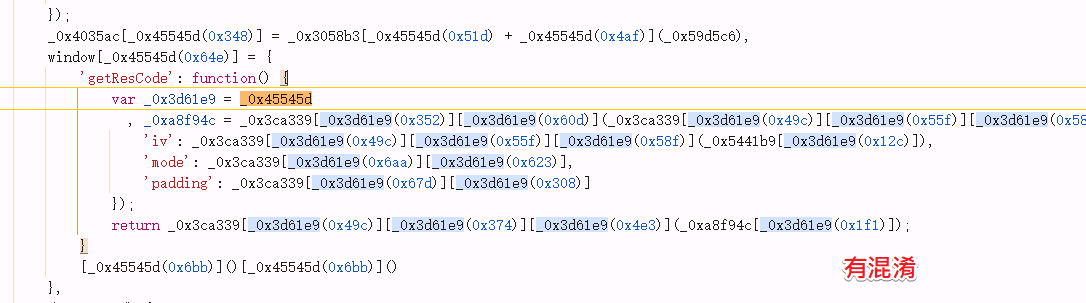 });
_0x4035ac[_0x45545d(0x348)] = _0x3058b3[_0x45545d(0x51d) + _0x45545d(0x4af)](_0x59d5c6),
window[_0x45545d(0x64e)] = {
'getResCode': function() {
var _0x3d61e9 = _0x45545d
, _0xa8f94c = _0x3ca339[_0x3d61e9(0x352)][_0x3d61e9(0x60d)](_0x3ca339[_0x3d61e9(0x49c)][_0x3d61e9(0x55f)][_0x3d61e9(0x58
'iv': _0x3ca339[_0x3d61e9(0x49c)][_0x3d61e9(0x55f)][_0x3d61e9(0x58f)](_0x5441b9[_0x3d61e9(0x12c)]),
'mode': _0x3ca339[_0x3d61e9(0x6aa)][_0x3d61e9(0x623)],
'padding': _0x3ca339[_0x3d61e9(0x67d)][_0x3d61e9(0x308)]
});
return _0x3ca339[_0x3d61e9(0x49c)][_0x3d61e9(0x374)][_0x3d61e9(0x4e3)](_0xa8f94c[_0x3d61e9(0x1f1)]);
}
[_0x45545d(0x6bb)]()[_0x45545d(0x6bb)]()
有混淆
},